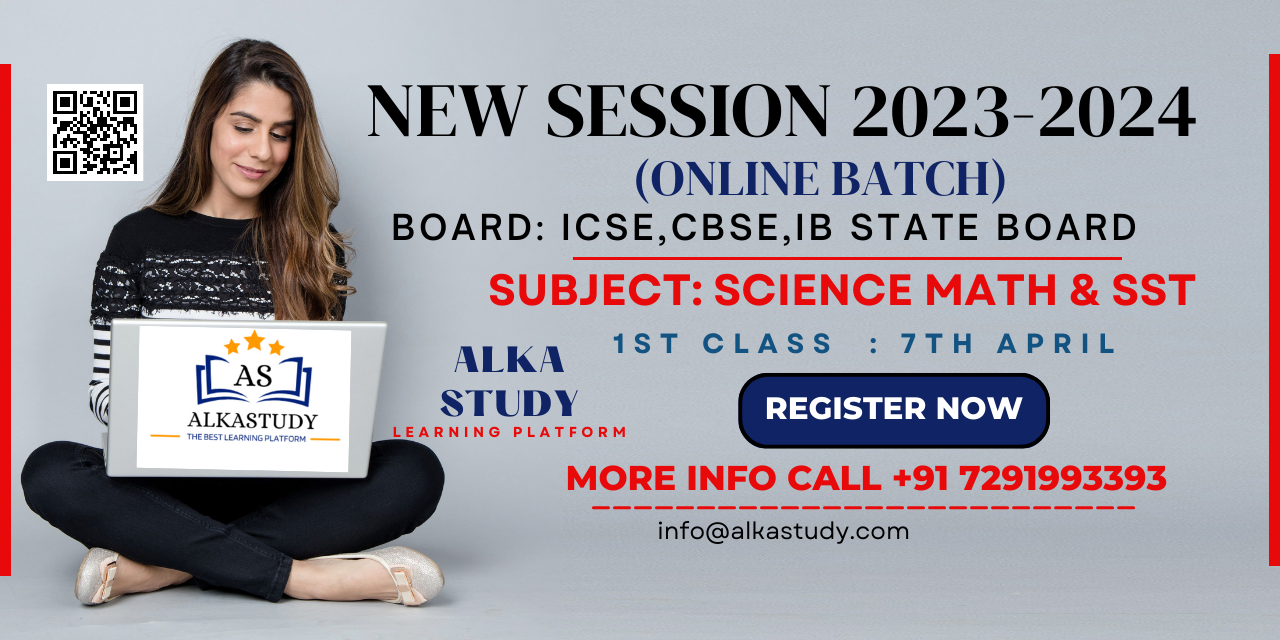 NEW SESSION 2023-2024
(ONLINE BATCH)
BOARD: ICSE,CBSE,IB STATE BOARD
SUBJECT: SCIENCE MATH & SST
1ST CLASS : 7TH APRIL
ALKA
STUDY
LEARNING PLATFORM
REGISTER NOW
MORE INFO CALL +91 7291993393
info@alkastudy.com
AS
ALKASTUDY
THE BEST LEARNING PLATFORM